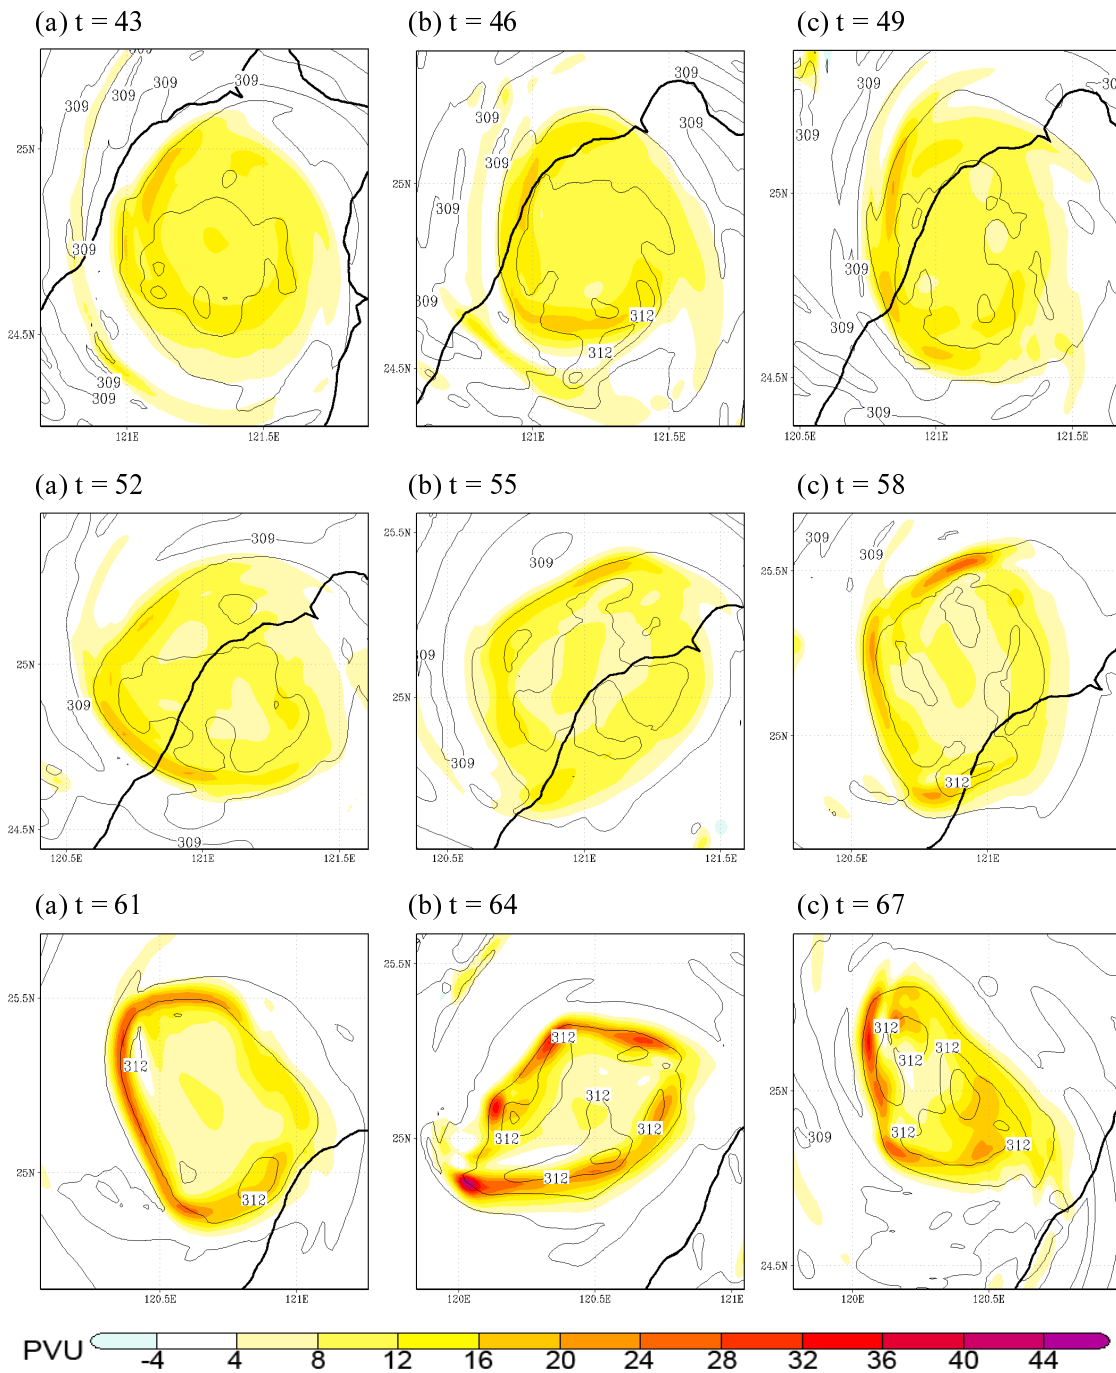 (a) t = 43
(b) t = 46
(c) t = 49
309
309
309
309
309
309
309
309
25N
24.5N
121E
121.5E
309
309
309
309
309
312
312
25N
24.5N
121E
121.5E
309
30
309
309
309
309
25N
24.5N
120.5E
121E
121.5E
(a) t = 52
(b) t = 55
(c) t = 58
309
309
309
25N
24.5N
120.5E
121E
121.5E
309
309
309
25.5N
25N
120.5E
121E
121.5E
309
309
312
25.5N
25N
120.5E
121E
(a) t = 61
(b) t = 64
(c) t = 67
312
312
25.5N
25N
120.5E
121E
312
312
312
312
312
25.5N
25N
120E
120.5E
121E
312
312
312
312
312
309
25N
24.5N
120E
120.5E
PVU
-4 4 8 12 16 20 24 28 32 36 40 44